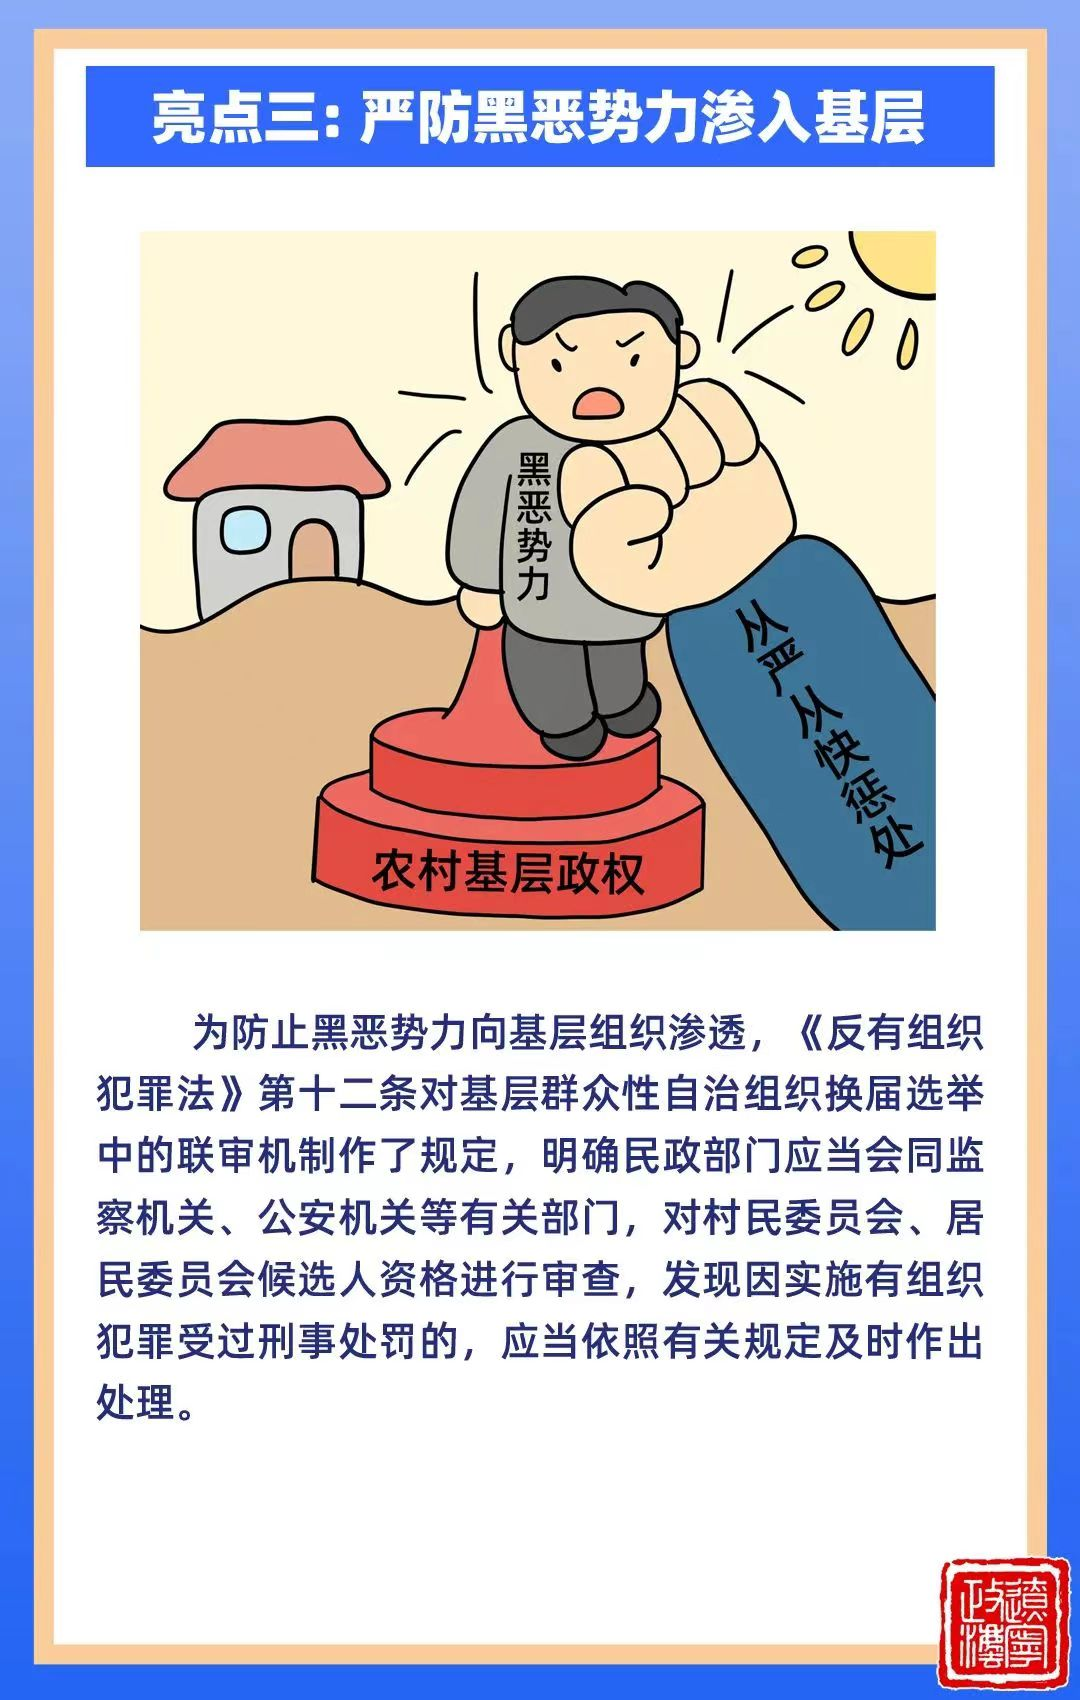 亮点三：严防黑恶势力渗入基层
黑恶势力
从严从快惩处
农村基层政权
为防止黑恶势力向基层组织渗透，《反有组织
犯罪法》第十二条对基层群众性自治组织换届选举
中的联审机制作了规定，明确民政部门应当会同监
察机关、公安机关等有关部门，对村民委员会、居
民委员会候选人资格进行审查，发现因实施有组织
犯罪受过刑事处罚的，应当依照有关规定及时作出
处理。